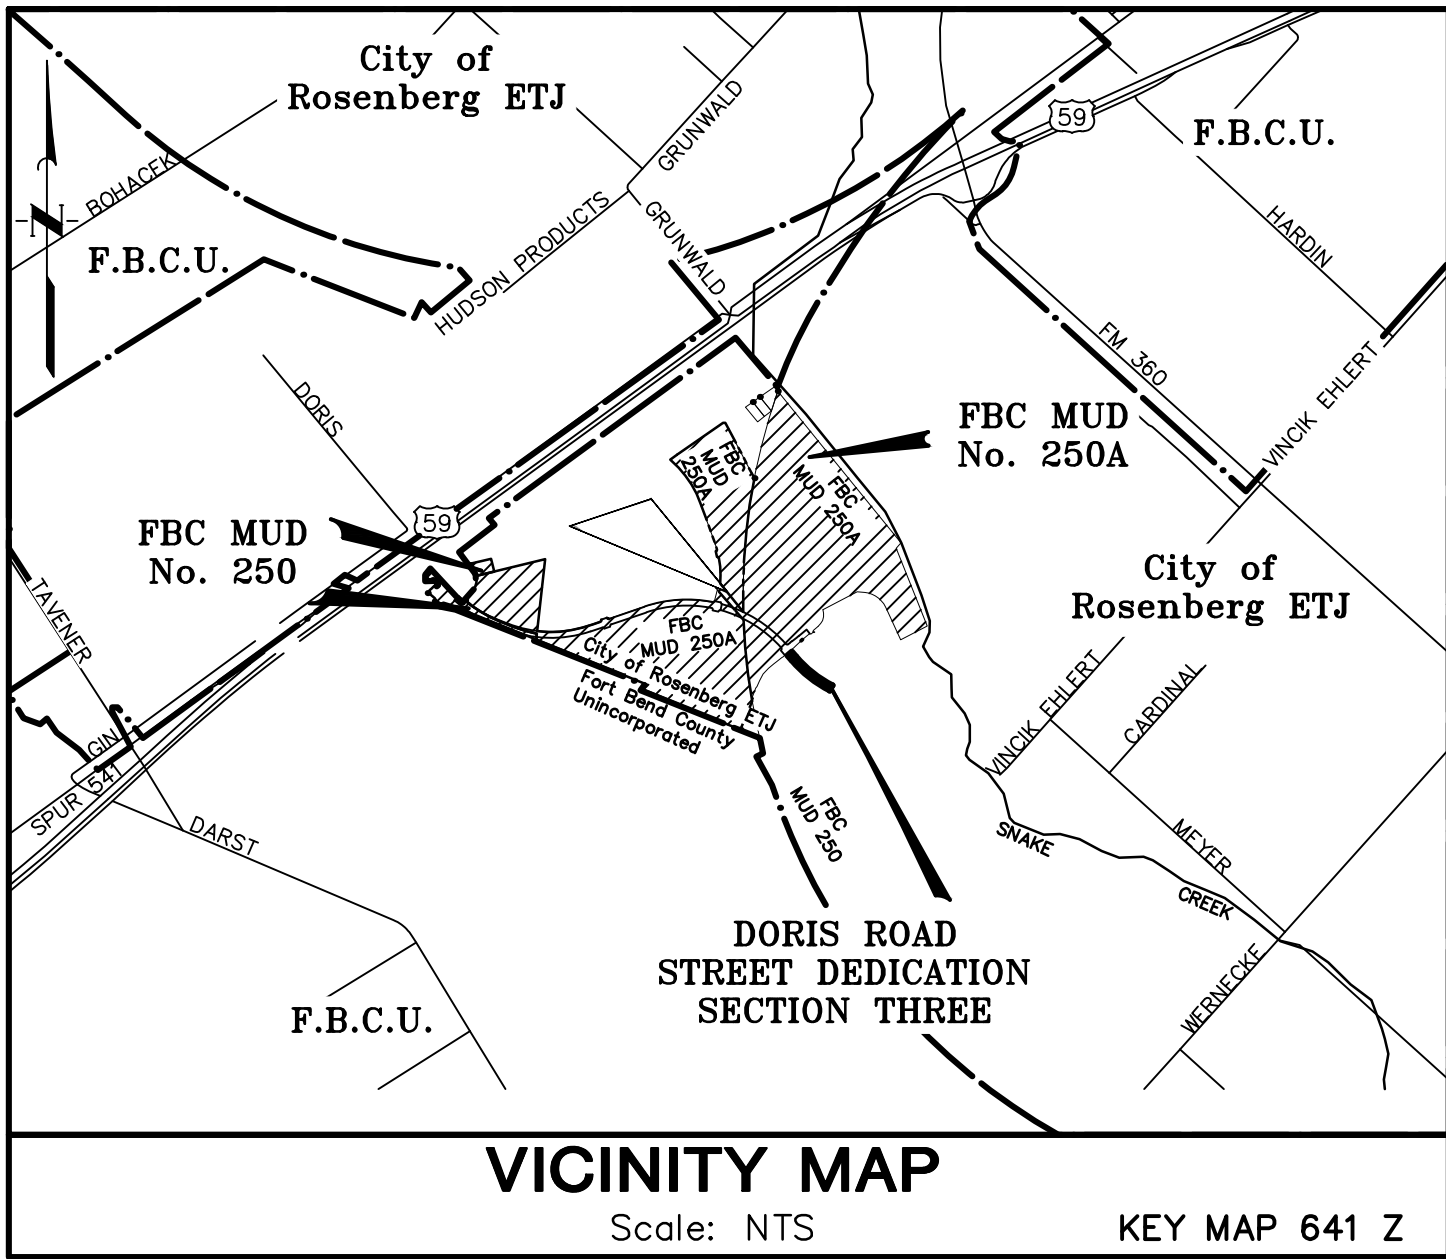 City of
Rosenberg ETJ
59
F.B.C.U.
GRUNWALD
BOHACEK
HUDSON PRODUCTS
GRUNWALD
HARDIN
N
F.B.C.U.
FM 360
VINCIK EHLERT
DORIS
FBC MUD
No. 250A
FBC
MUD
250A
FBC
MUD 250A
59
FBC MUD
No. 250
City of
Rosenberg ETJ
TAVENER
FBC
MUD 250A
City of Rosenberg ETJ
Fort Bend County
Unincorporated
VINCIK EHLERT
CARDINAL
GIN
SPUR 541
DARST
FBC
MUD 250
SNAKE
MEYER
CREEK
DORIS ROAD
STREET DEDICATION
SECTION THREE
WERNECKE
F.B.C.U.
VICINITY MAP
Scale: NTS
KEY MAP 641 Z